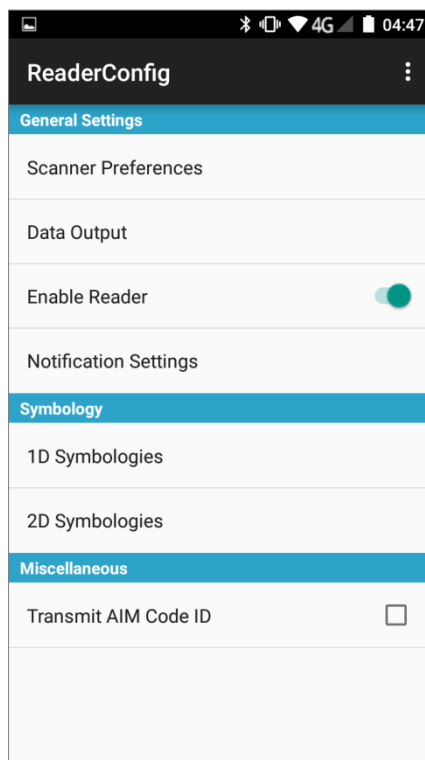 4G 04:47
ReaderConfig
General Settings
Scanner Preferences
Data Output
Enable Reader
Notification Settings
Symbology
1D Symbologies
2D Symbologies
Miscellaneous
Transmit AIM Code ID